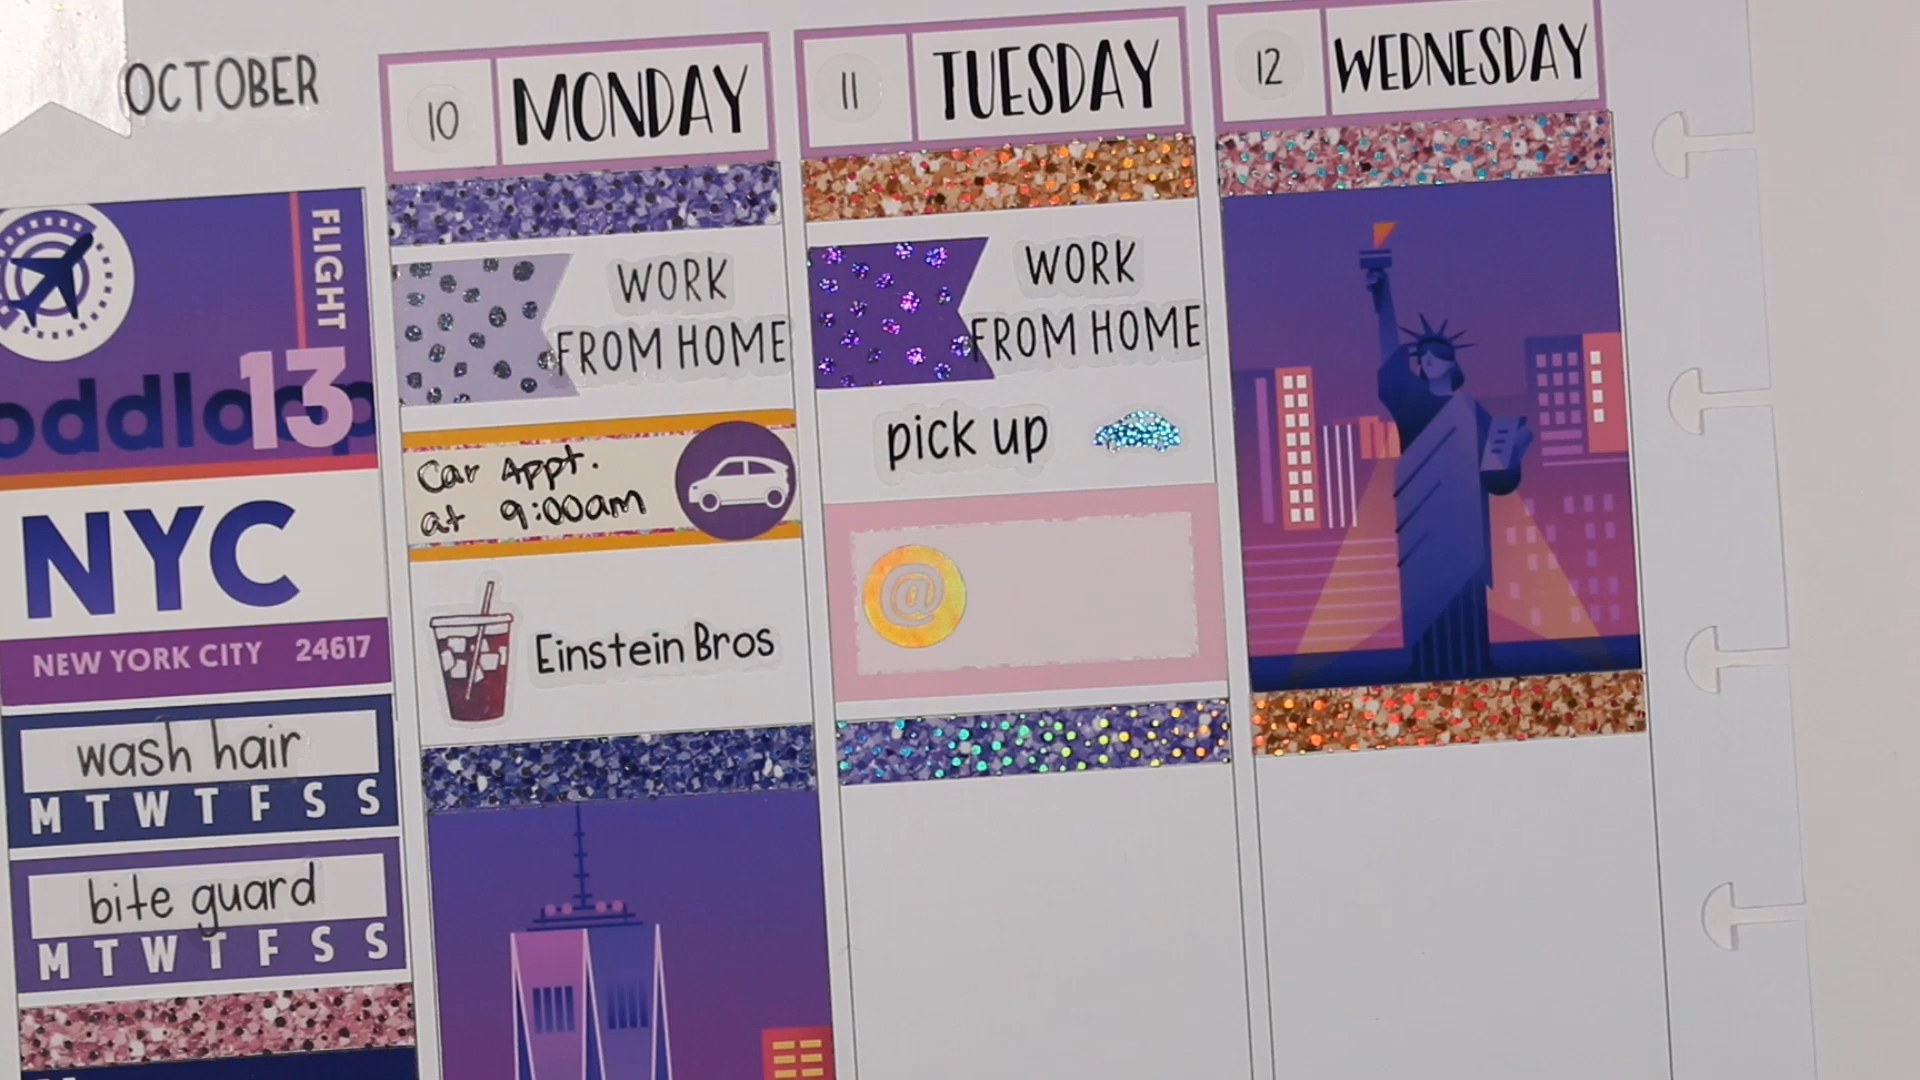 OCTOBER
FLIGHT
13
NYC
NEW YORK CITY 24617
wash hair
M T W T F S S
bite guard
M T W T F S S
10 MONDAY
WORK
FROM HOME
Car Appt.
at 9:00am
Einstein Bros
11 TUESDAY
WORK
FROM HOME
pick up
@
12 WEDNESDAY